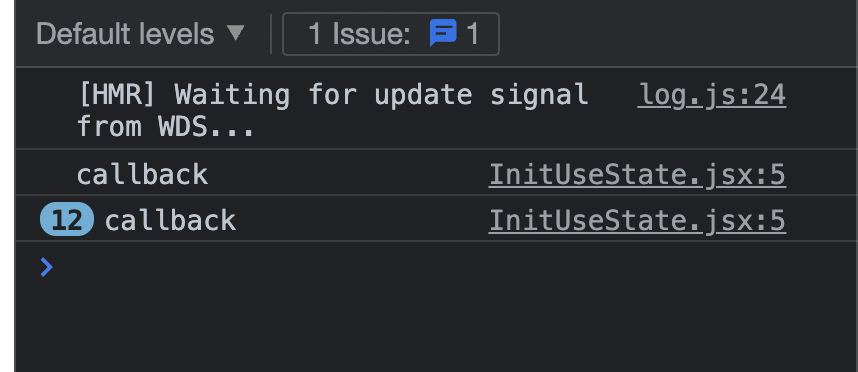 Default levels ▼ 1 Issue: 1
[HMR] Waiting for update signal log.js:24
from WDS...
callback InitUseState.jsx:5
12 callback InitUseState.jsx:5